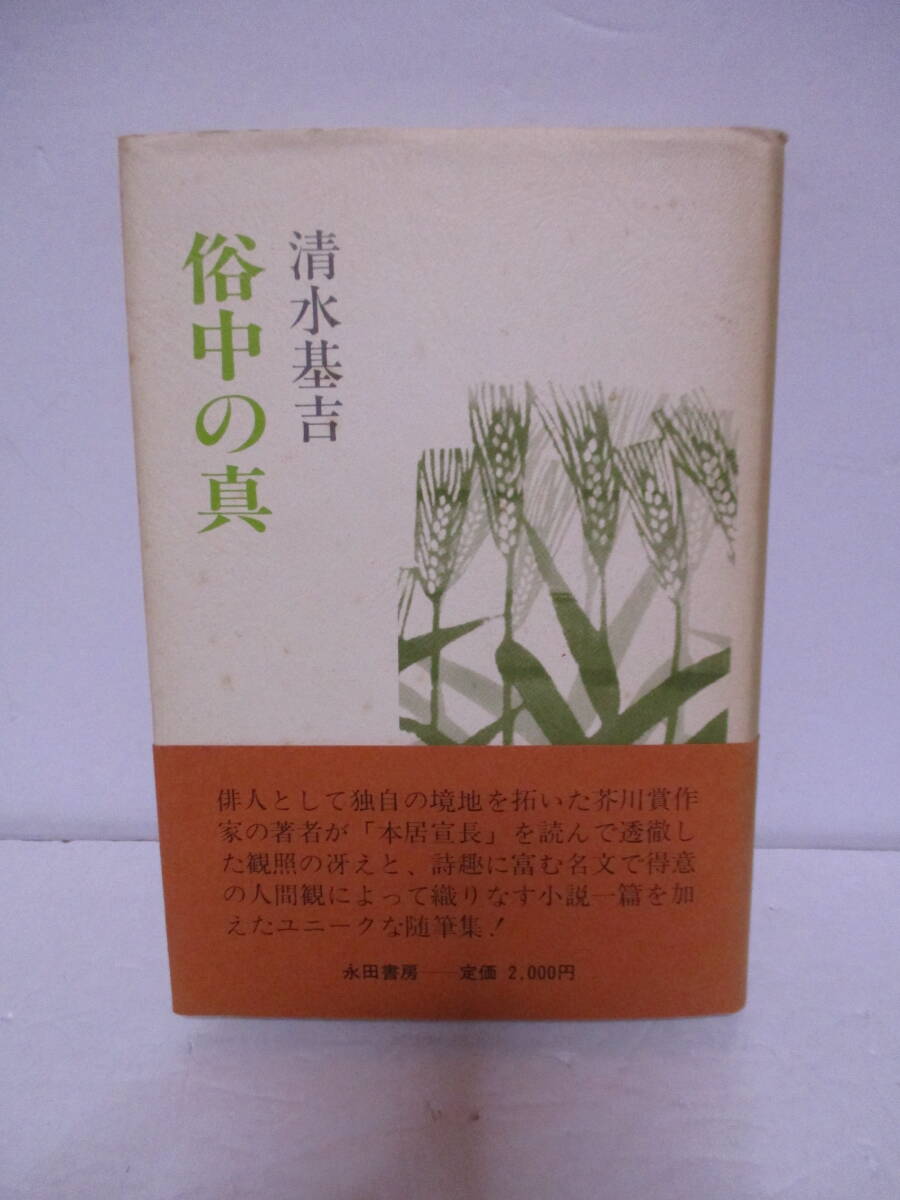 清水基吉
俗中の真
俳人として独自の境地を拓いた芥川賞作
家の著者が「本居宣長」を読んで透徹し
た観照の冴えと、詩趣に富む名文で得意
の人間観によって織りなす小説一篇を加
えたユニークな随筆集!
永田書房——定価 2,000円